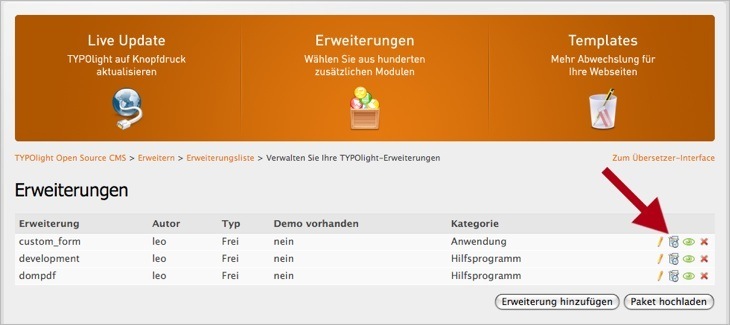 Live Update
TYPOlight auf Knopfdruck
aktualisieren
Erweiterungen
Wählen Sie aus hunderten
zusätzlichen Modulen
Templates
Mehr Abwechslung für
Ihre Webseiten
TYPOlight Open Source CMS > Erweitern > Erweiterungsliste > Verwalten Sie Ihre TYPOlight-Erweiterungen
Zum Übersetzer-Interface
Erweiterungen
Erweiterung Autor Typ Demo vorhanden Kategorie
custom_form leo Frei nein Anwendung
development leo Frei nein Hilfsprogramm
dompdf leo Frei nein Hilfsprogramm
Erweiterung hinzufügen Paket hochladen